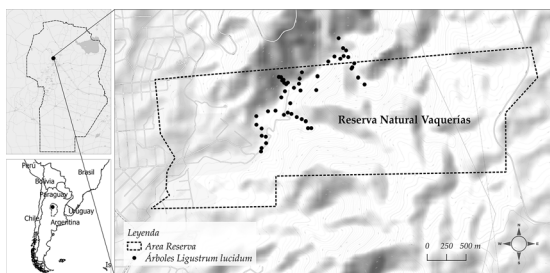 Reserva Natural Vaquerías
Perú
Brasil
Bolivia
Paraguay
Chile
Uruguay
Argentina
Leyenda
Area Reserva
Árboles Ligustrum lucidum
0 250 500 m